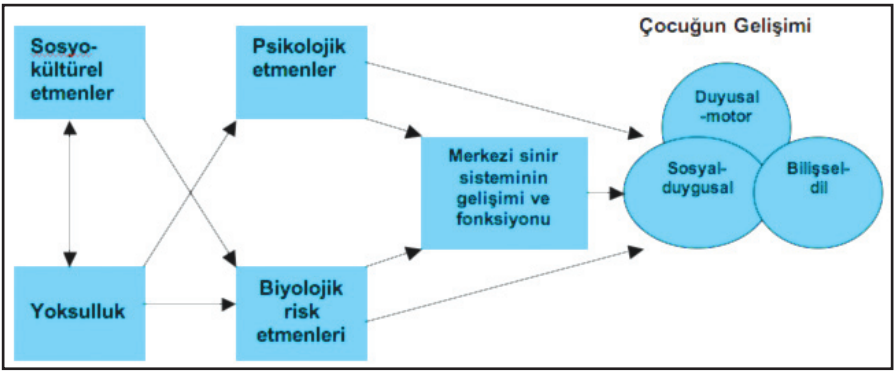 Çocuğun Gelişimi
Sosyo-
kültürel
etmenler
Psikolojik
etmenler
Duyusal
-motor
Merkezi sinir
sisteminin
gelişimi ve
fonksiyonu
Sosyal-
duygusal
Bilişsel-
dil
Yoksulluk
Biyolojik
risk
etmenleri